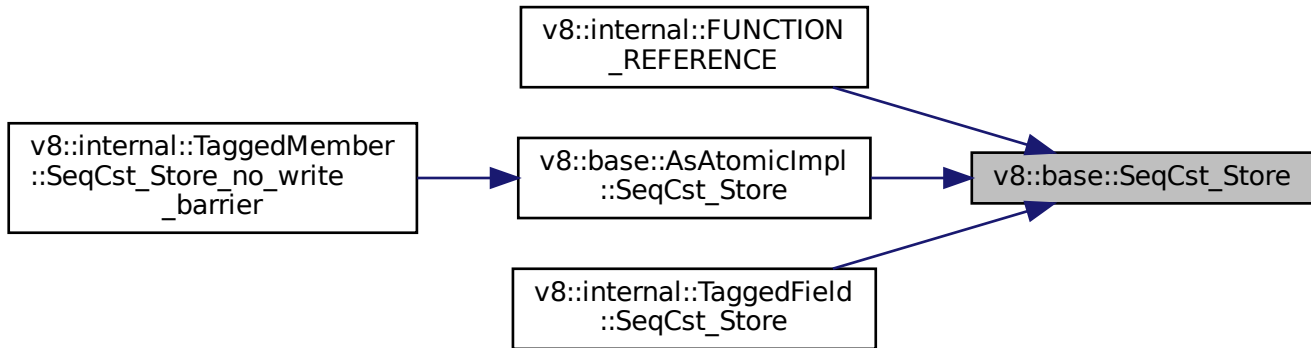 v8::internal::FUNCTION
_REFERENCE
v8::internal::TaggedMember
::SeqCst_Store_no_write
_barrier
v8::base::AsAtomicImpl
::SeqCst_Store
v8::base::SeqCst_Store
v8::internal::TaggedField
::SeqCst_Store